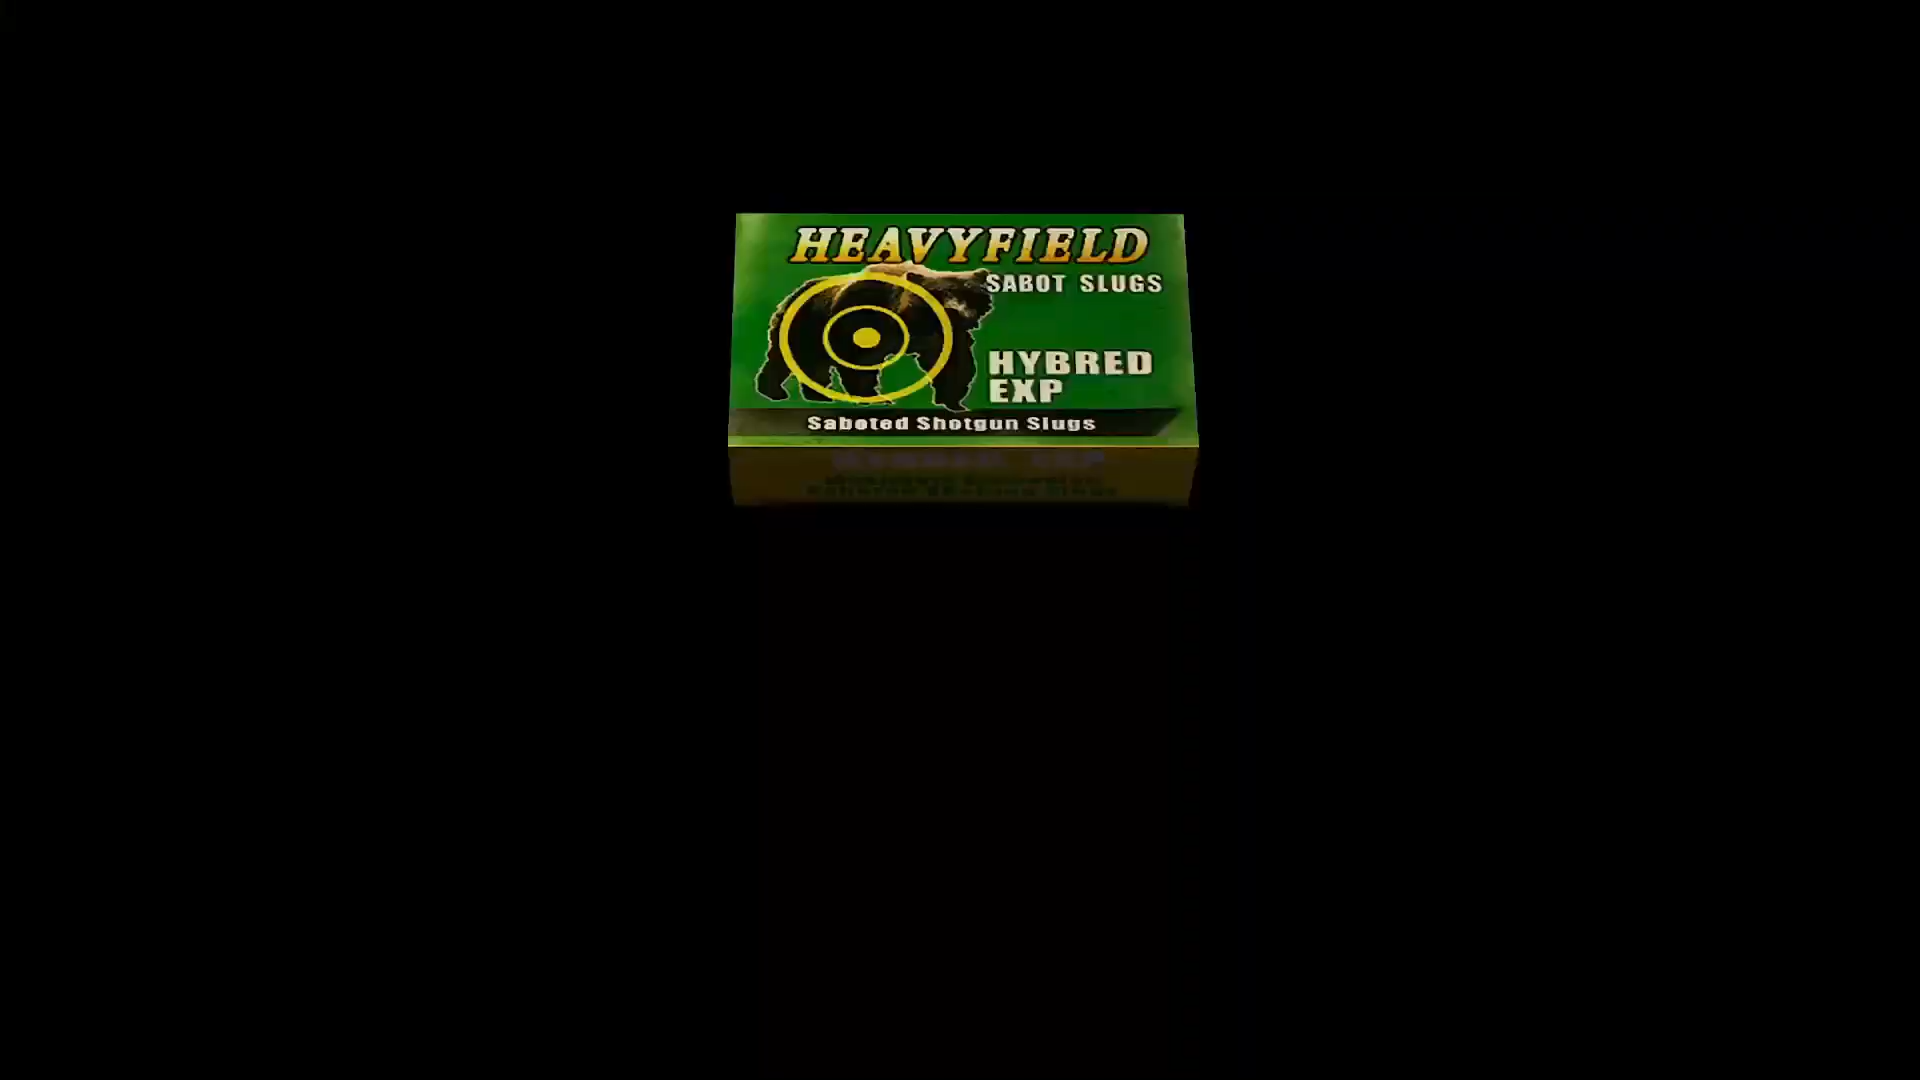 HEAVYFIELD
SABOT SLUGS
HYBRED
EXP
Saboted Shotgun Slugs